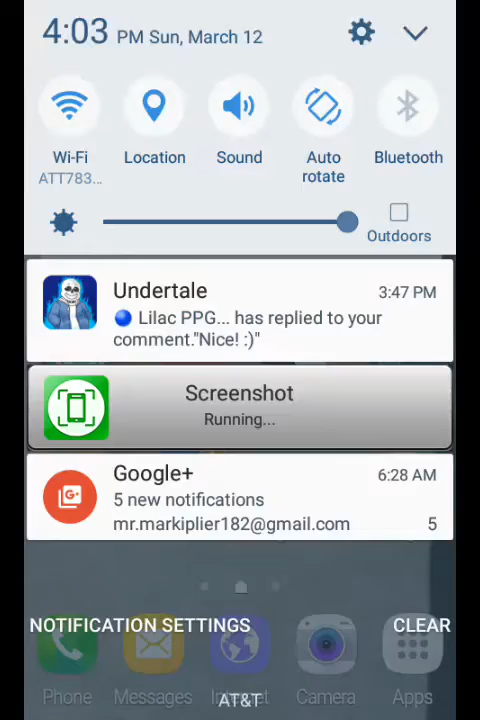 4:03 PM Sun, March 12
Wi-Fi
ATT783...
Location
Sound
Auto
rotate
Bluetooth
Outdoors
Undertale 3:47 PM
🔵 Lilac PPG... has replied to your
comment."Nice! :)"
Screenshot
Running...
Google+ 6:28 AM
5 new notifications
mr.markiplier182@gmail.com 5
NOTIFICATION SETTINGS CLEAR
Phone Messages Internet Camera Apps
AT&T